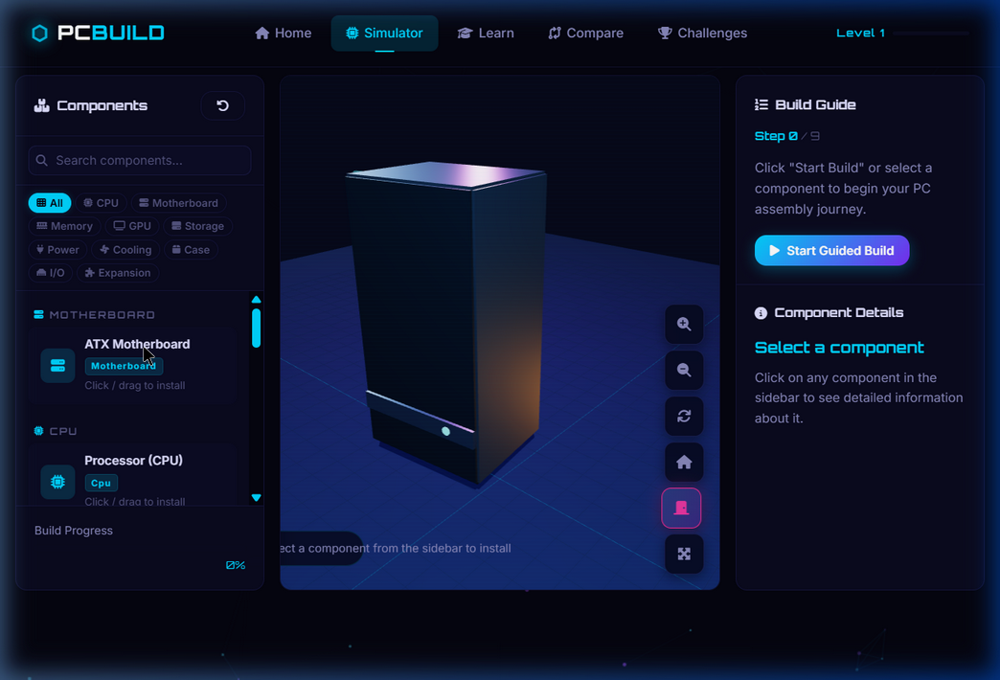 PCBUILD
Home
Simulator
Learn
Compare
Challenges
Level 1
Components
Search components...
All
CPU
Motherboard
Memory
GPU
Storage
Power
Cooling
Case
I/O
Expansion
MOTHERBOARD
ATX Motherboard
Motherboard
Click / drag to install
CPU
Processor (CPU)
Cpu
Click / drag to install
Build Progress
0%
ect a component from the sidebar to install
Build Guide
Step 0 / 9
Click "Start Build" or select a
component to begin your PC
assembly journey.
Start Guided Build
Component Details
Select a component
Click on any component in the
sidebar to see detailed information
about it.